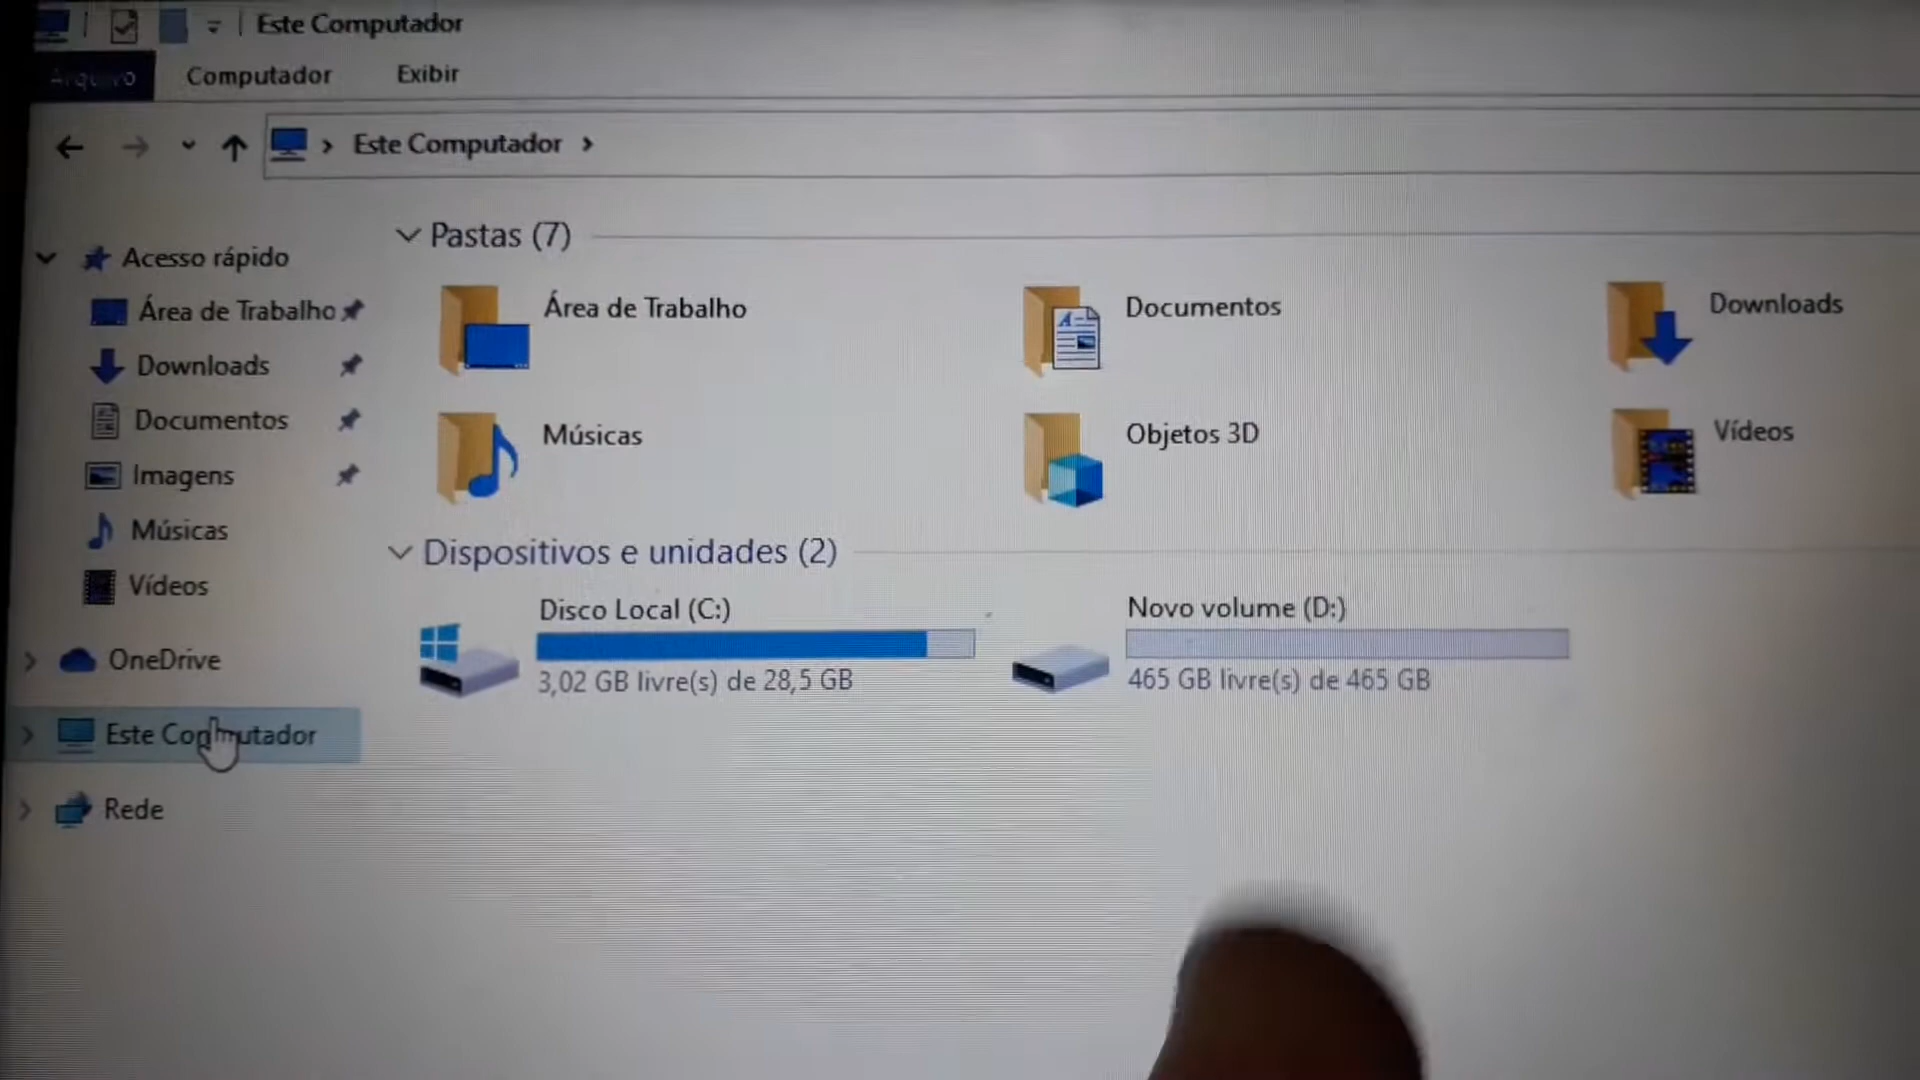 Este Computador
Arquivo
Computador
Exibir
Este Computador
Pastas (7)
Acesso rápido
Área de Trabalho
Downloads
Documentos
Imagens
Músicas
Vídeos
OneDrive
Este Computador
Rede
Área de Trabalho
Documentos
Downloads
Músicas
Objetos 3D
Vídeos
Dispositivos e unidades (2)
Disco Local (C:)
3,02 GB livre(s) de 28,5 GB
Novo volume (D:)
465 GB livre(s) de 465 GB